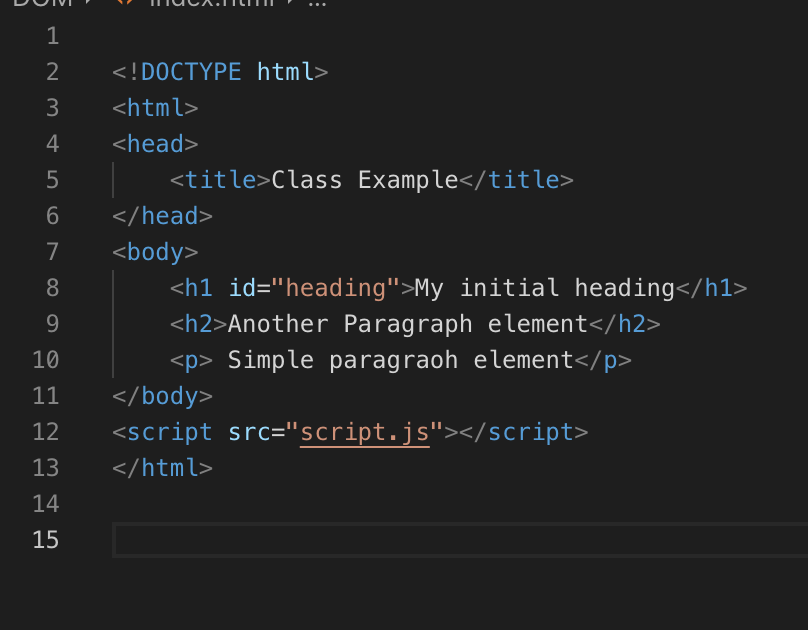 DOM › <> index.html › ...
1
2 <!DOCTYPE html>
3 <html>
4 <head>
5     <title>Class Example</title>
6 </head>
7 <body>
8     <h1 id="heading">My initial heading</h1>
9     <h2>Another Paragraph element</h2>
10     <p> Simple paragraoh element</p>
11 </body>
12 <script src="script.js"></script>
13 </html>
14
15